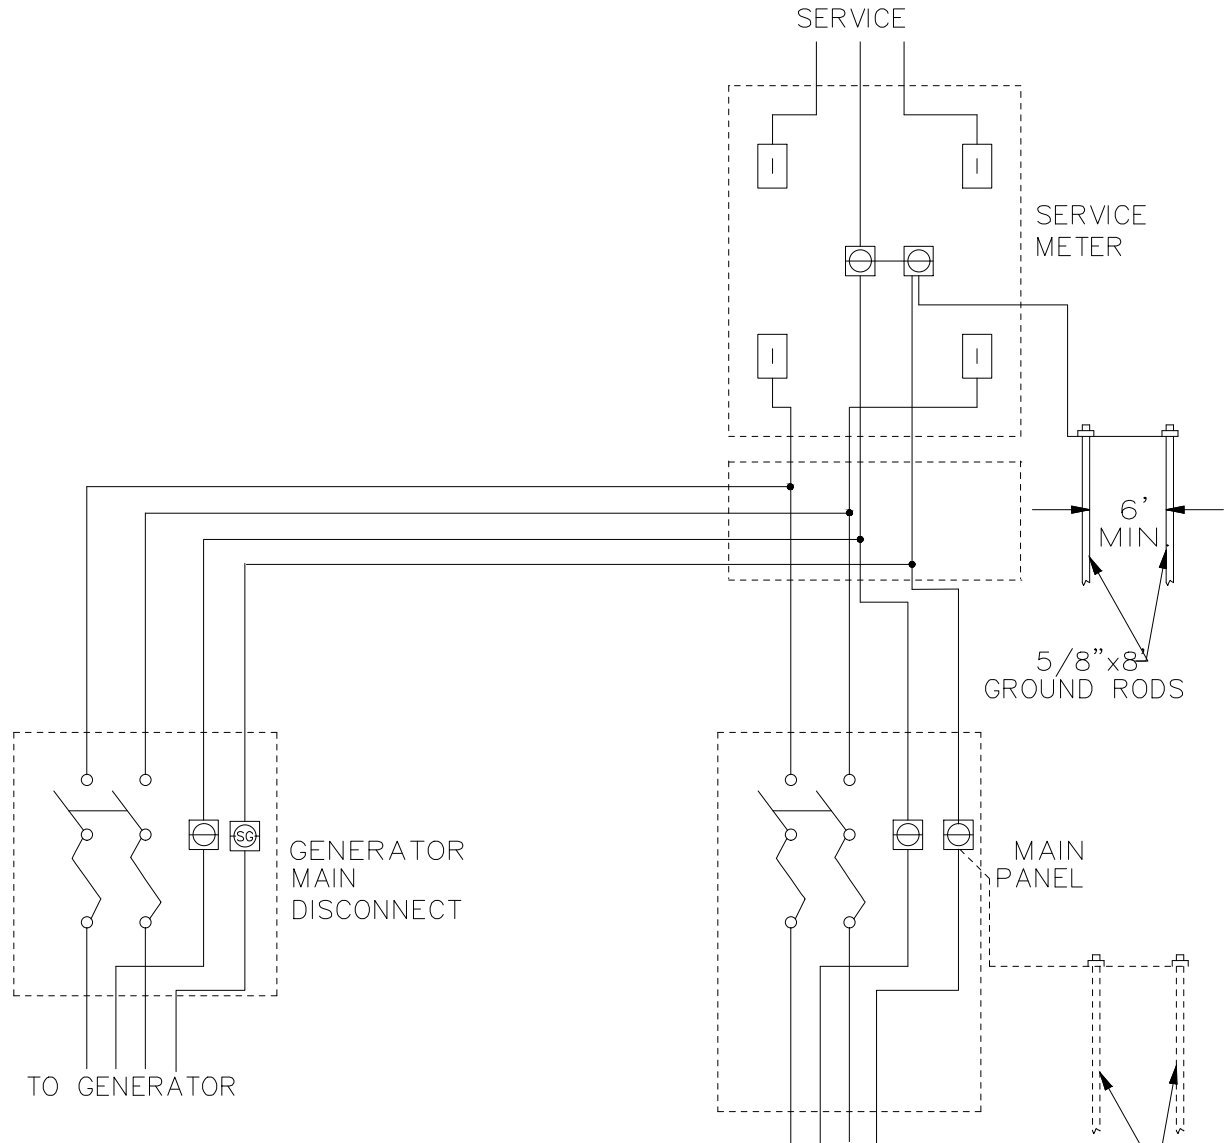 SERVICE
SERVICE
METER
6'
MIN.
5/8"x8'
GROUND RODS
SG
GENERATOR
MAIN
DISCONNECT
MAIN
PANEL
TO GENERATOR